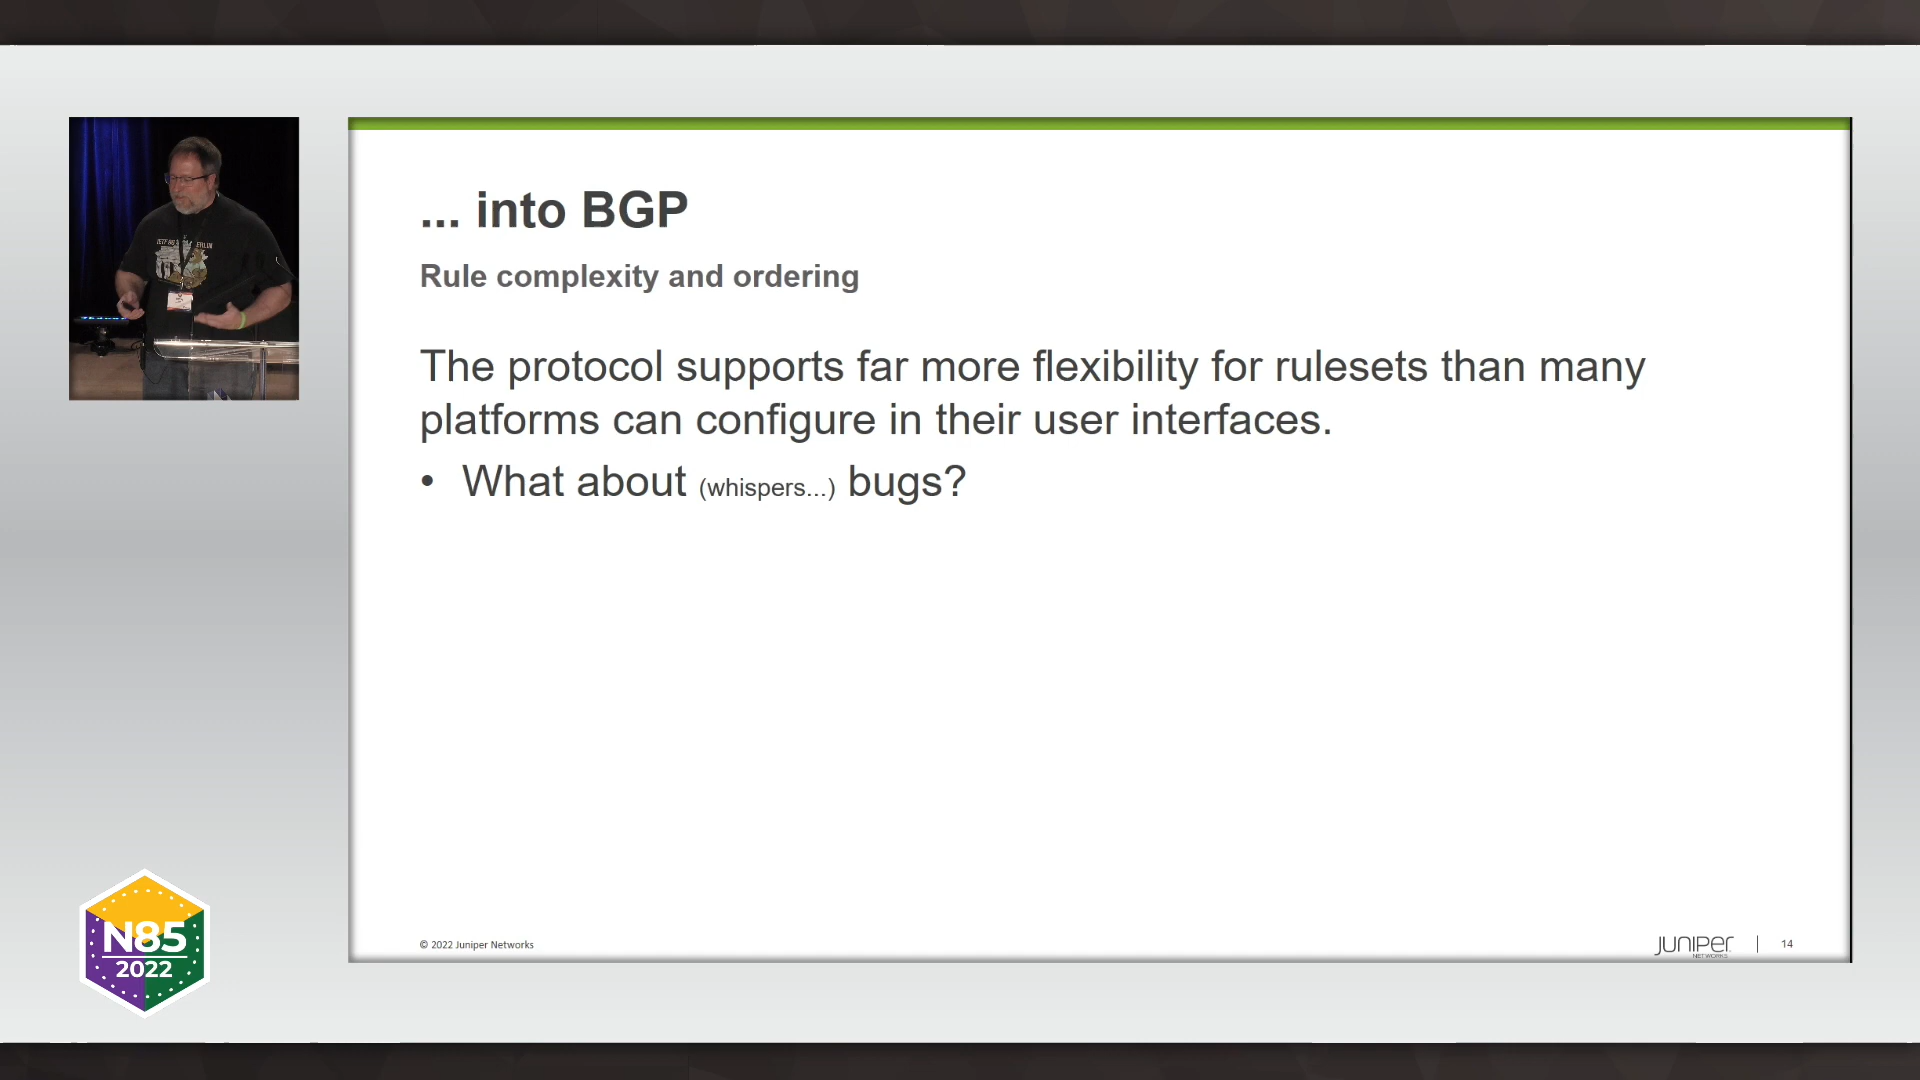 ... into BGP
Rule complexity and ordering
The protocol supports far more flexibility for rulesets than many
platforms can configure in their user interfaces.
• What about (whispers...) bugs?
N85
2022
© 2022 Juniper Networks
JUNIPEr
NETWORKS
14